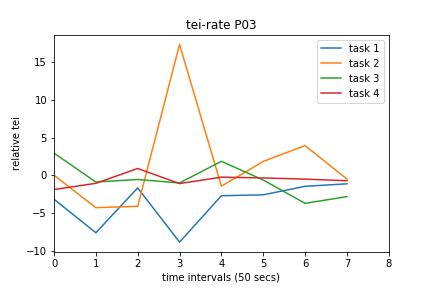 tei-rate P03
task 1
task 2
task 3
task 4
relative tei
15
10
5
0
−5
−10
0 1 2 3 4 5 6 7 8
time intervals (50 secs)